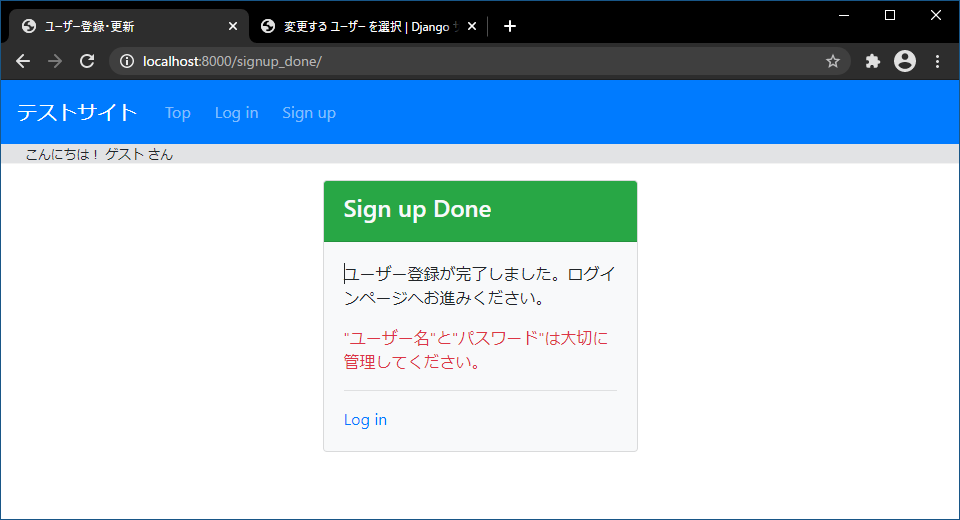 ユーザー登録・更新
変更する ユーザー を選択 | Django
localhost:8000/signup_done/
テストサイト Top Log in Sign up
こんにちは！ ゲスト さん
Sign up Done
ユーザー登録が完了しました。ログイ
ンページへお進みください。
"ユーザー名"と"パスワード"は大切に
管理してください。
Log in